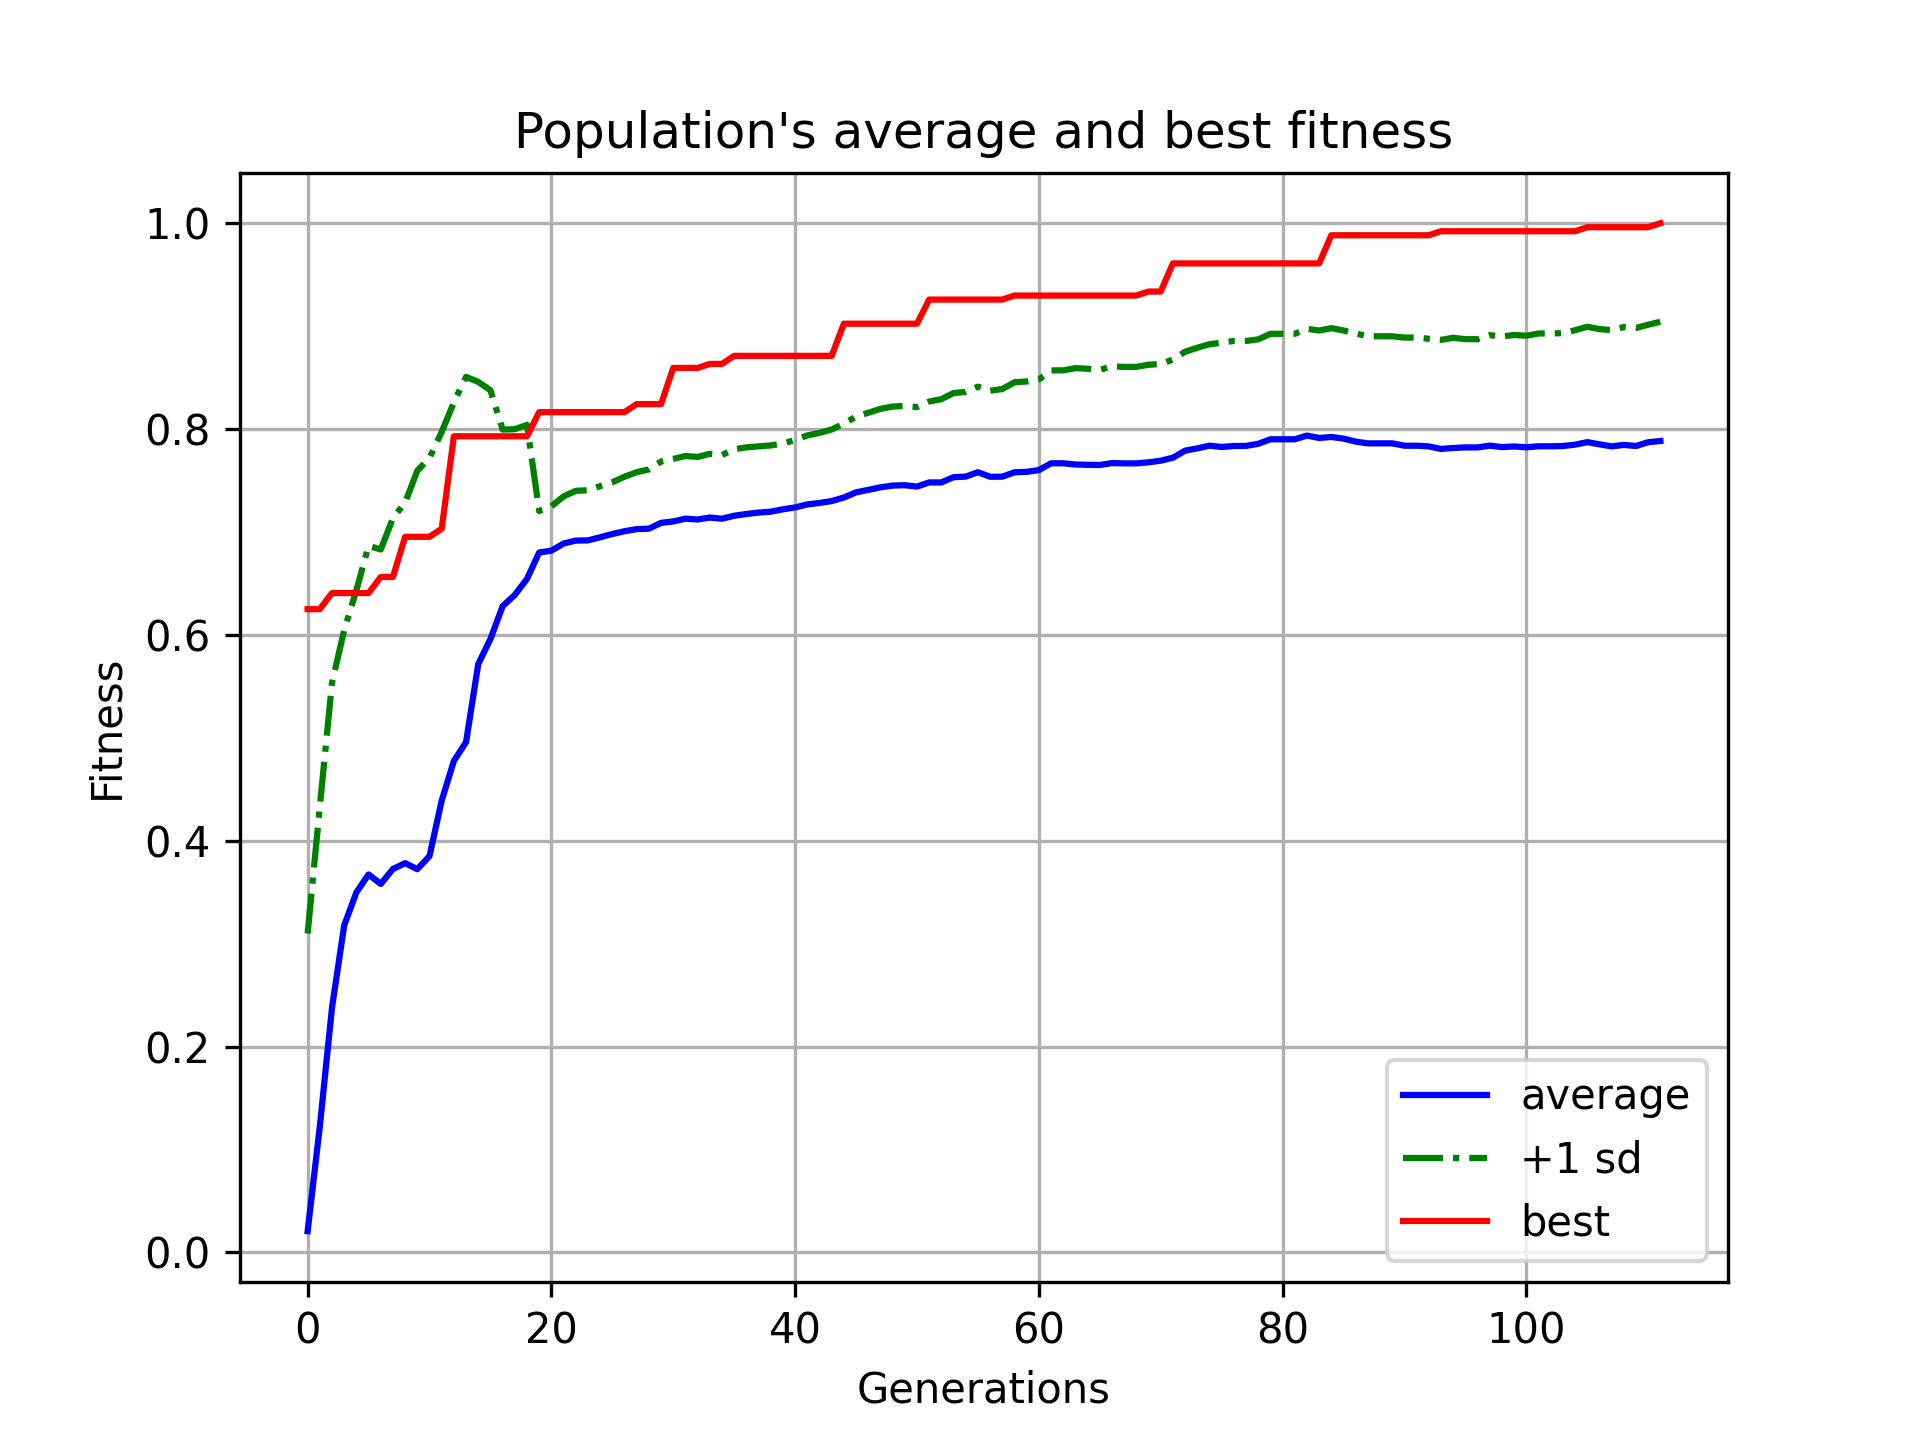 Population's average and best fitness
1.0
0.8
0.6
0.4
0.2
0.0
Fitness
0 20 40 60 80 100
Generations
average
+1 sd
best